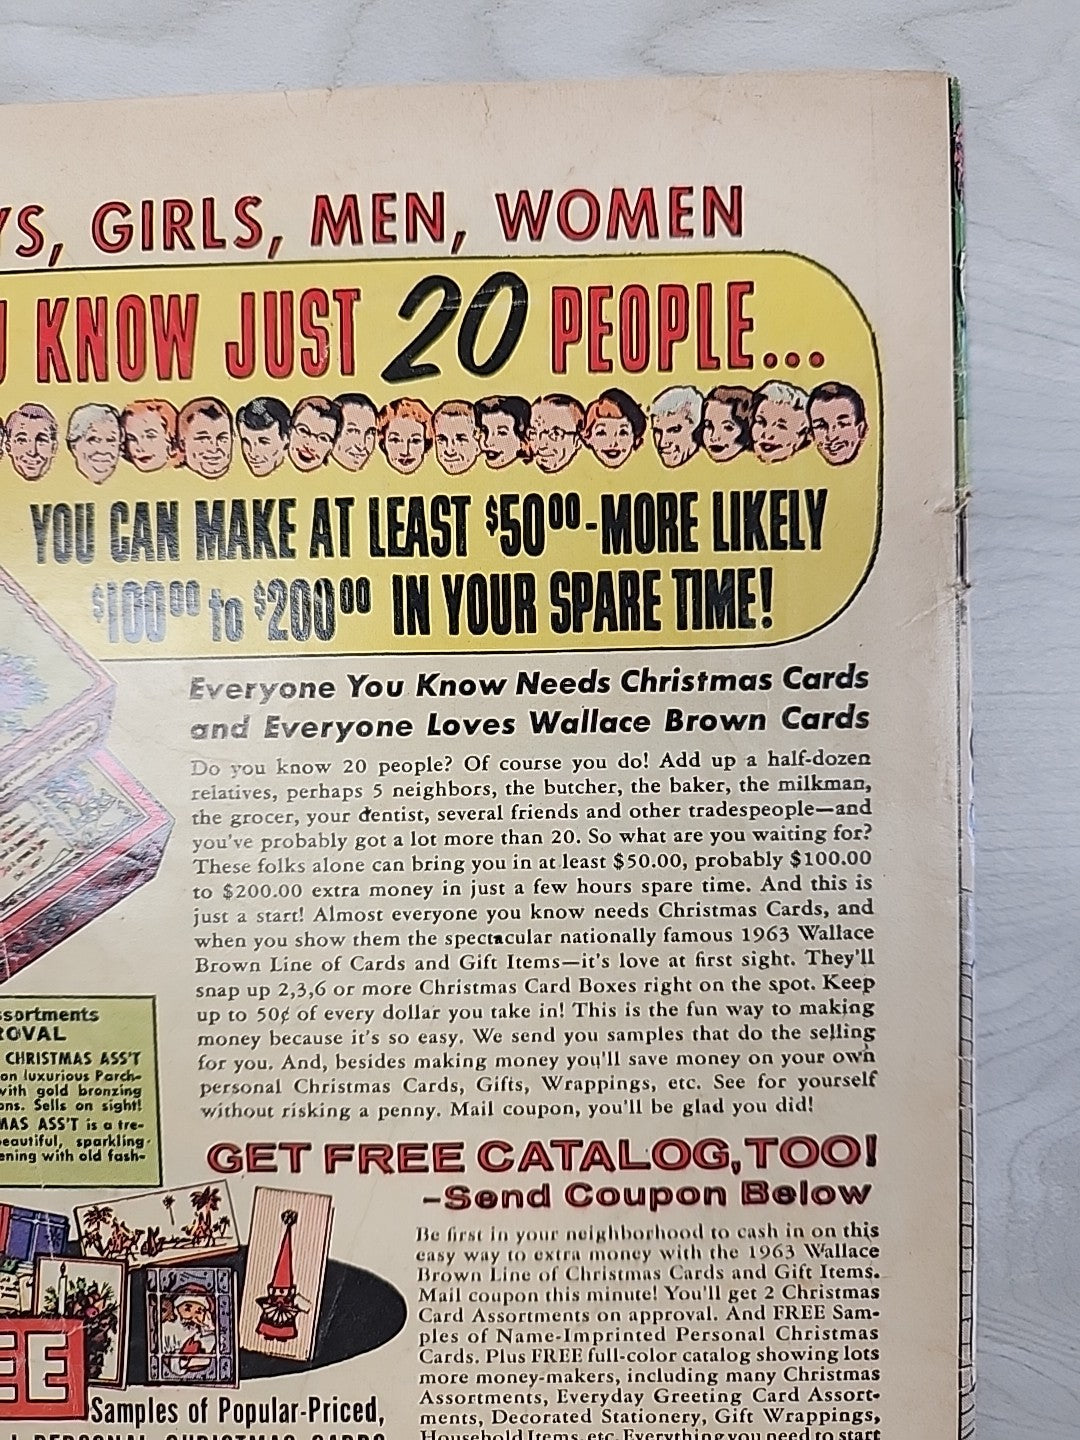 GIRLS, MEN, WOMEN
KNOW JUST 20 PEOPLE...
YOU CAN MAKE AT LEAST $50⁰⁰-MORE LIKELY
$100⁰⁰ to $200⁰⁰ IN YOUR SPARE TIME!
Everyone You Know Needs Christmas Cards
and Everyone Loves Wallace Brown Cards
Do you know 20 people? Of course you do! Add up a half-dozen
relatives, perhaps 5 neighbors, the butcher, the baker, the milkman,
the grocer, your dentist, several friends and other tradespeople—and
you've probably got a lot more than 20. So what are you waiting for?
These folks alone can bring you in at least $50.00, probably $100.00
to $200.00 extra money in just a few hours spare time. And this is
just a start! Almost everyone you know needs Christmas Cards, and
when you show them the spectacular nationally famous 1963 Wallace
Brown Line of Cards and Gift Items—it's love at first sight. They'll
snap up 2,3,6 or more Christmas Card Boxes right on the spot. Keep
up to 50¢ of every dollar you take in! This is the fun way to making
money because it's so easy. We send you samples that do the selling
for you. And, besides making money you'll save money on your own
personal Christmas Cards, Gifts, Wrappings, etc. See for yourself
without risking a penny. Mail coupon, you'll be glad you did!
ssortments
ROVAL
CHRISTMAS ASS'T
on luxurious Parch-
with gold bronzing
ons. Sells on sight!
MAS ASS'T is a tre-
eautiful, sparkling
ening with old fash-
GET FREE CATALOG, TOO!
–Send Coupon Below
Be first in your neighborhood to cash in on this
easy way to extra money with the 1963 Wallace
Brown Line of Christmas Cards and Gift Items.
Mail coupon this minute! You'll get 2 Christmas
Card Assortments on approval. And FREE Sam-
ples of Name-Imprinted Personal Christmas
Cards. Plus FREE full-color catalog showing lots
more money-makers, including many Christmas
Assortments, Everyday Greeting Card Assort-
ments, Decorated Stationery, Gift Wrappings,
Household Items, etc. Everything you need to start
EE
Samples of Popular-Priced,
PERSONAL CHRISTMAS CARDS